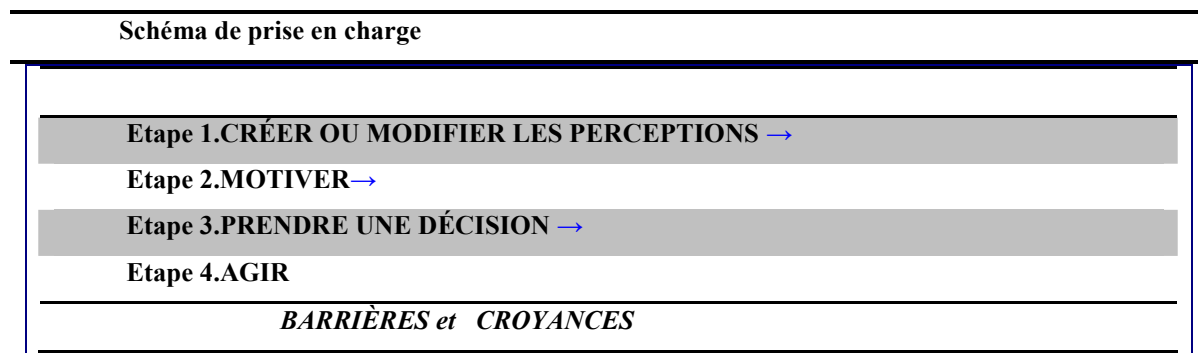 Schéma de prise en charge
Etape 1.CRÉER OU MODIFIER LES PERCEPTIONS →
Etape 2.MOTIVER→
Etape 3.PRENDRE UNE DÉCISION →
Etape 4.AGIR
BARRIÈRES et CROYANCES